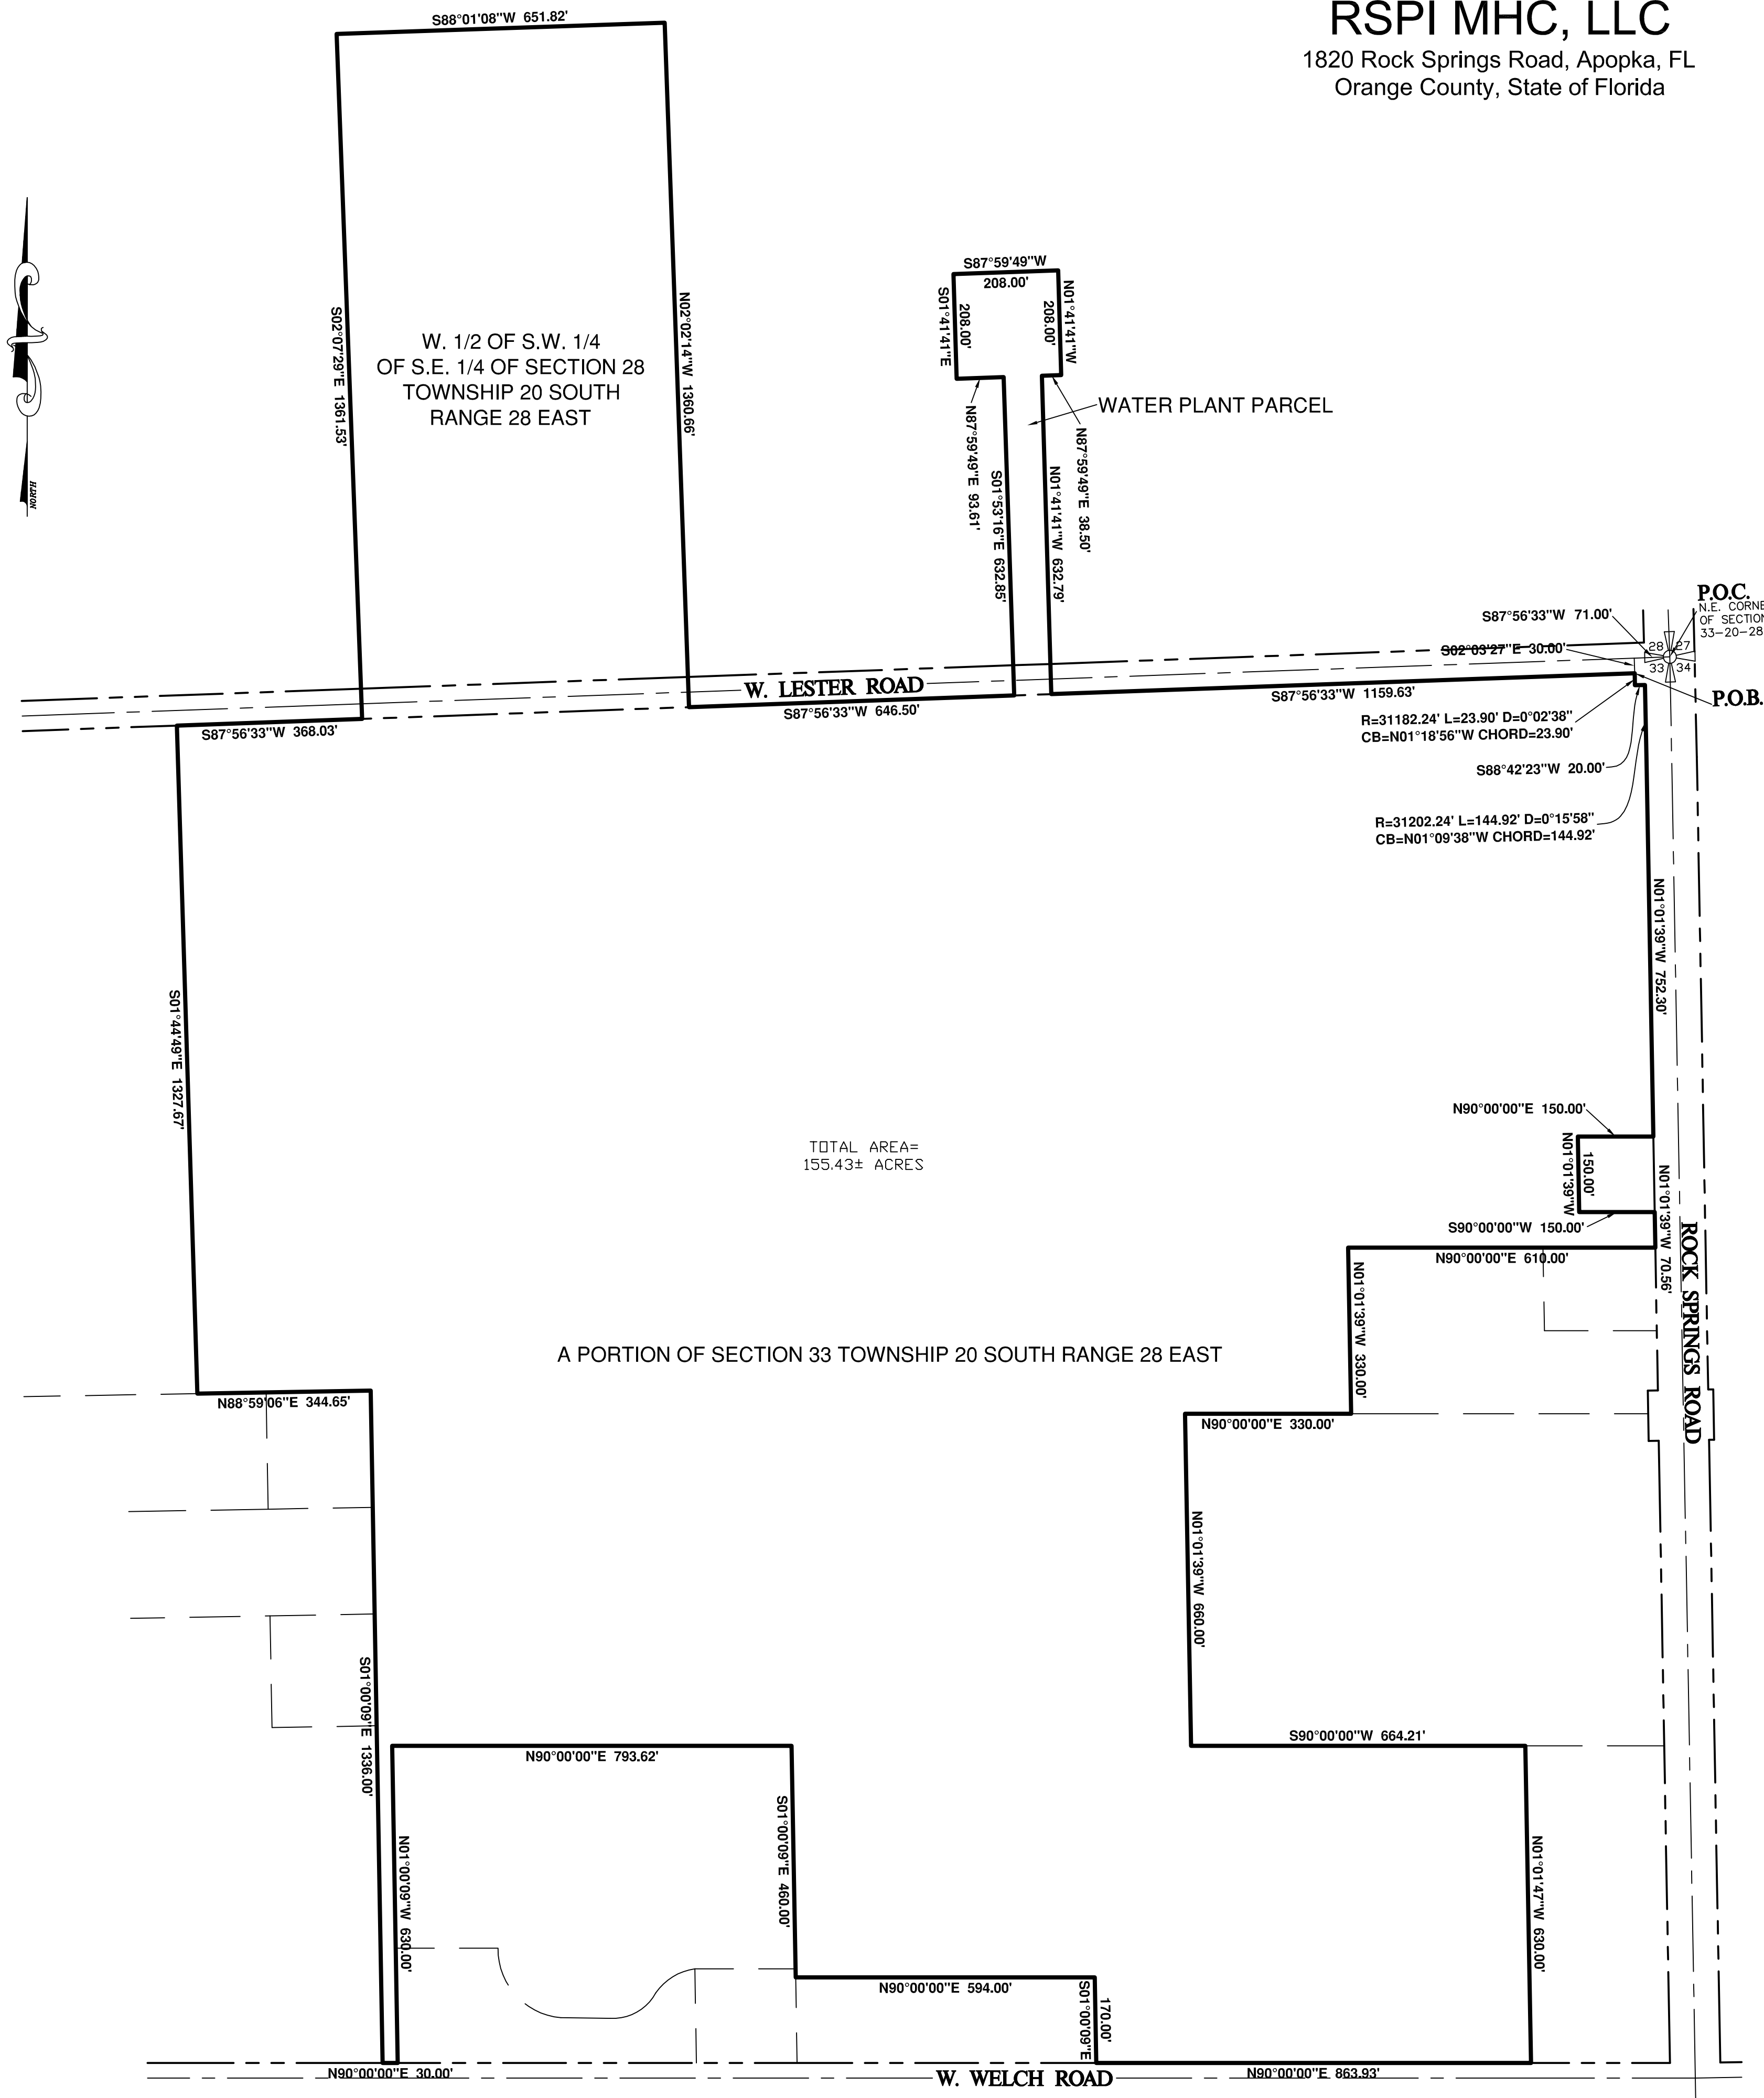 RSPI MHC, LLC
1820 Rock Springs Road, Apopka, FL
Orange County, State of Florida
S88°01'08"W 651.82'
S02°07'29"E 1361.53'
N02°02'14"W 1360.66'
W. 1/2 OF S.W. 1/4
OF S.E. 1/4 OF SECTION 28
TOWNSHIP 20 SOUTH
RANGE 28 EAST
NORTH
S87°59'49"W
208.00'
S01°41'41"E
208.00'
208.00'
N01°41'41"W
N87°59'49"E 93.61'
S01°53'16"E 632.85'
N01°41'41"W 632.79'
N87°59'49"E 38.50'
WATER PLANT PARCEL
P.O.C.
N.E. CORNE
OF SECTION
33-20-28
S87°56'33"W 71.00'
S02°03'27"E 30.00'
28 27
33 34
P.O.B.
W. LESTER ROAD
S87°56'33"W 368.03'
S87°56'33"W 646.50'
S87°56'33"W 1159.63'
R=31182.24' L=23.90' D=0°02'38"
CB=N01°18'56"W CHORD=23.90'
S88°42'23"W 20.00'
R=31202.24' L=144.92' D=0°15'58"
CB=N01°09'38"W CHORD=144.92'
N01°01'39"W 752.30'
S01°44'49"E 1327.67'
TOTAL AREA=
155.43± ACRES
N90°00'00"E 150.00'
N01°01'39"W
150.00'
S90°00'00"W 150.00'
N01°01'39"W 70.56'
ROCK SPRINGS ROAD
N90°00'00"E 610.00'
N01°01'39"W 330.00'
A PORTION OF SECTION 33 TOWNSHIP 20 SOUTH RANGE 28 EAST
N88°59'06"E 344.65'
N90°00'00"E 330.00'
N01°01'39"W 660.00'
S01°00'09"E 1336.00'
S90°00'00"W 664.21'
N90°00'00"E 793.62'
S01°00'09"E 460.00'
N01°00'09"W 630.00'
N01°01'47"W 630.00'
N90°00'00"E 594.00'
S01°00'09"E
170.00'
N90°00'00"E 30.00'
W. WELCH ROAD
N90°00'00"E 863.93'